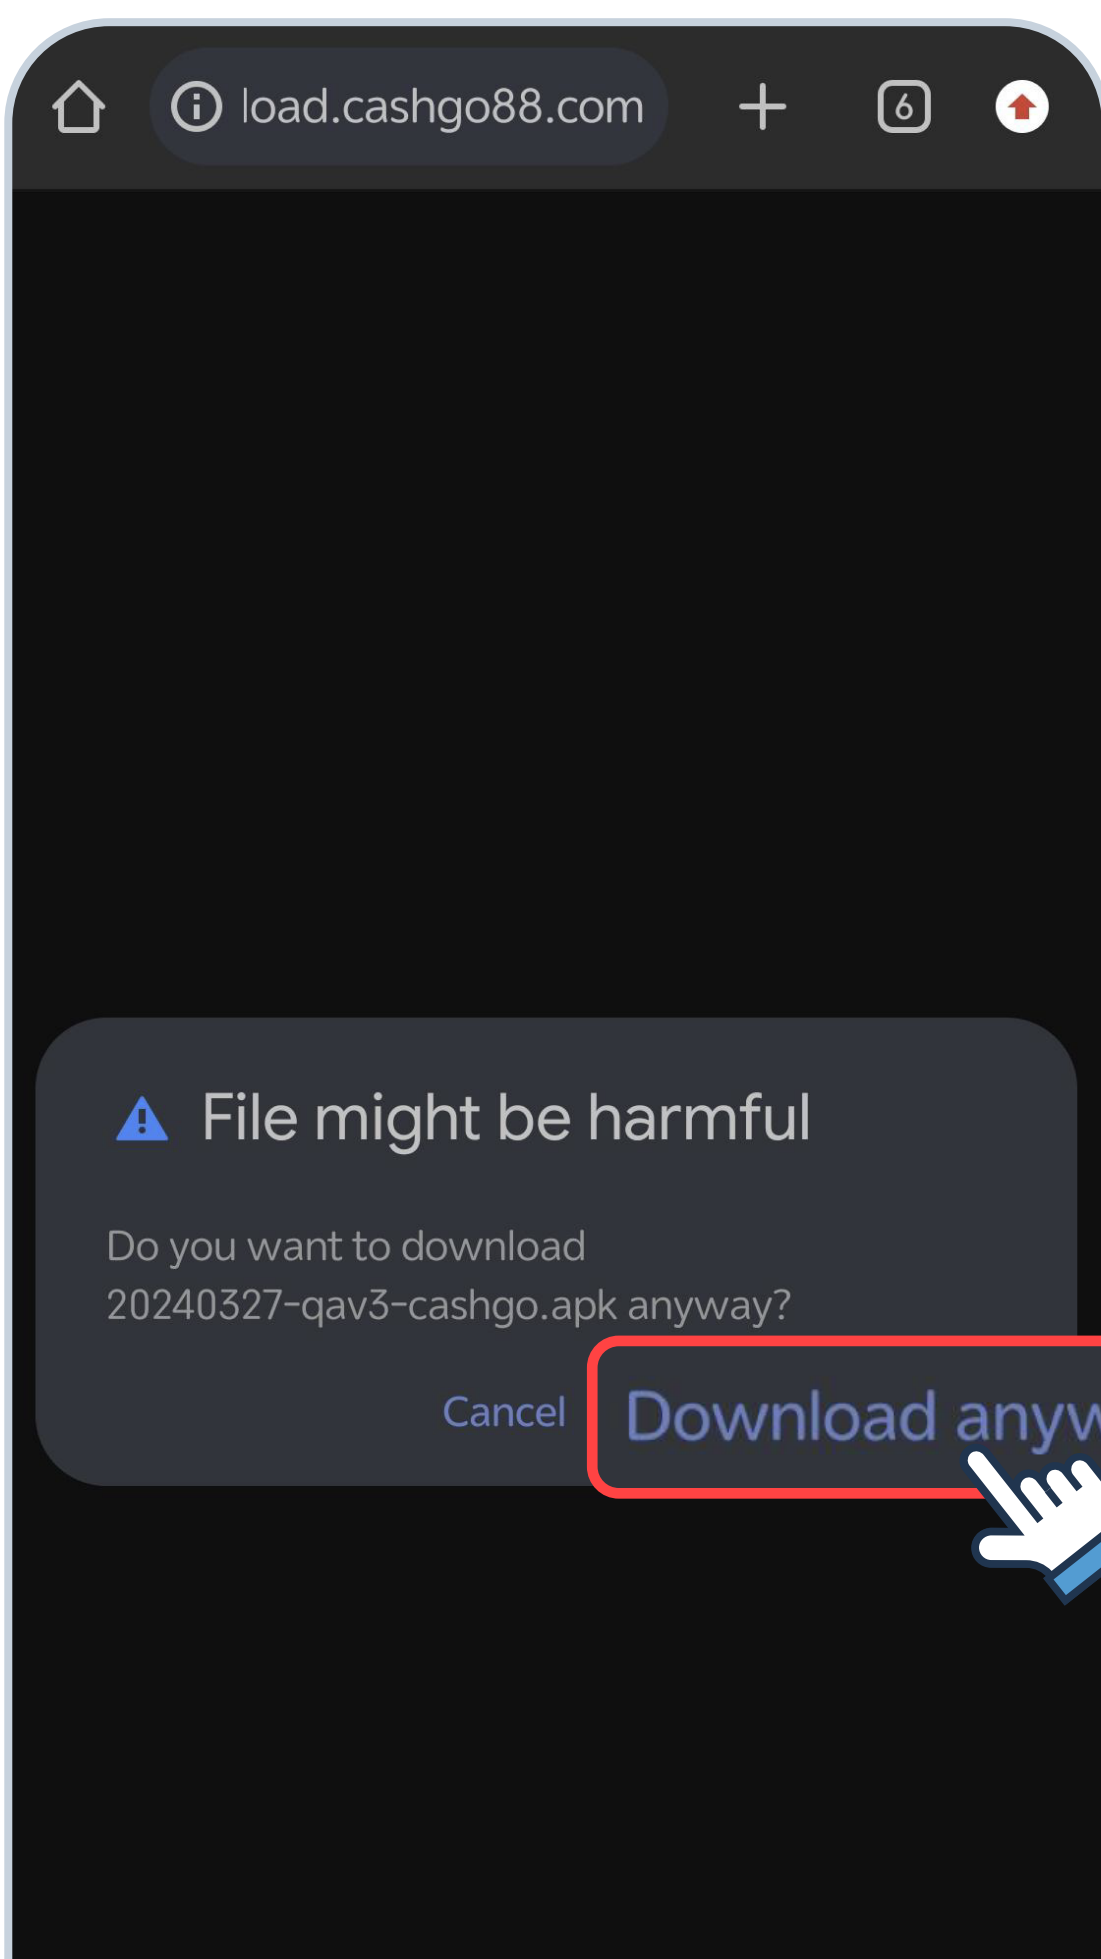 load.cashgo88.com
6
File might be harmful
Do you want to download
20240327-qav3-cashgo.apk anyway?
Cancel
Download anyw